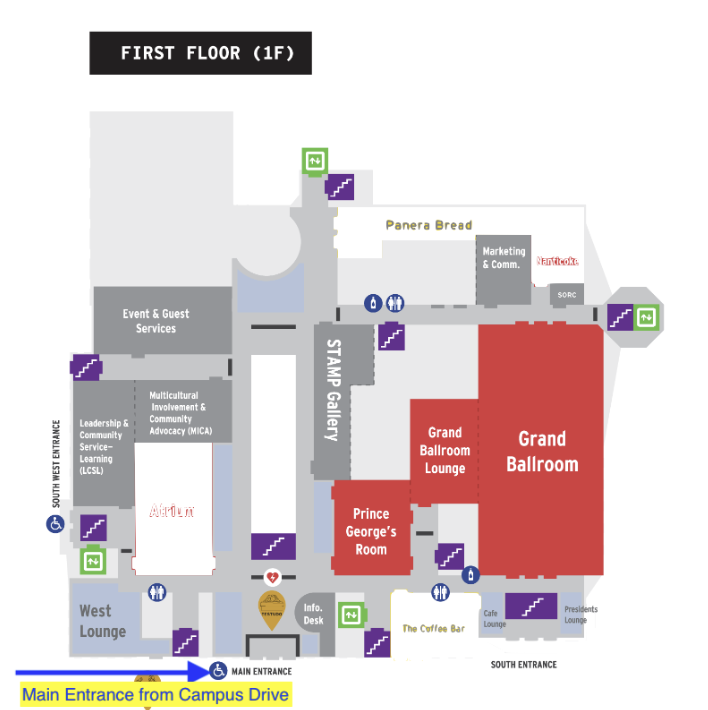 FIRST FLOOR (1F)
Panera Bread
Marketing
& Comm.
Nanticoke
SORC
Event & Guest
Services
STAMP Gallery
Multicultural
Involvement &
Community
Advocacy (MICA)
Leadership &
Community
Service–
Learning
(LCSL)
SOUTH WEST ENTRANCE
Grand
Ballroom
Lounge
Grand
Ballroom
Atrium
Prince
George's
Room
West
Lounge
Info.
Desk
The Coffee Bar
Cafe
Lounge
Presidents
Lounge
MAIN ENTRANCE
SOUTH ENTRANCE
Main Entrance from Campus Drive